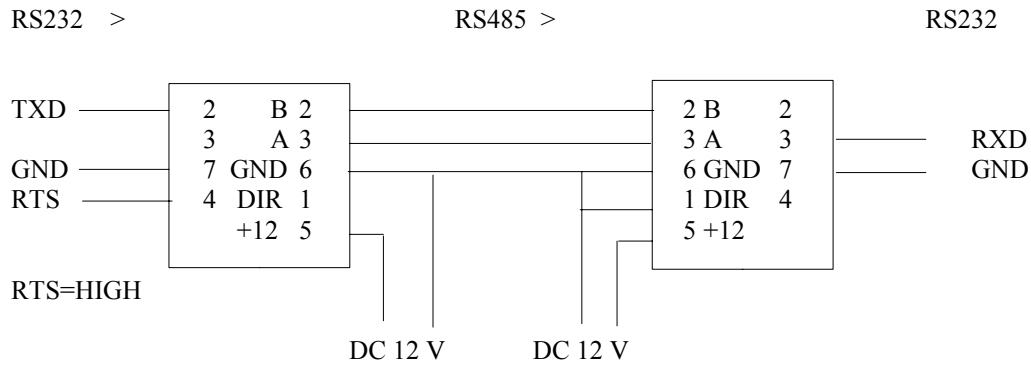 RS232 > RS485 > RS232
TXD 2 B 2 2 B 2
3 A 3 3 A 3 RXD
GND 7 GND 6 6 GND 7 GND
RTS 4 DIR 1 1 DIR 4
+12 5 5 +12
RTS=HIGH
DC 12 V DC 12 V